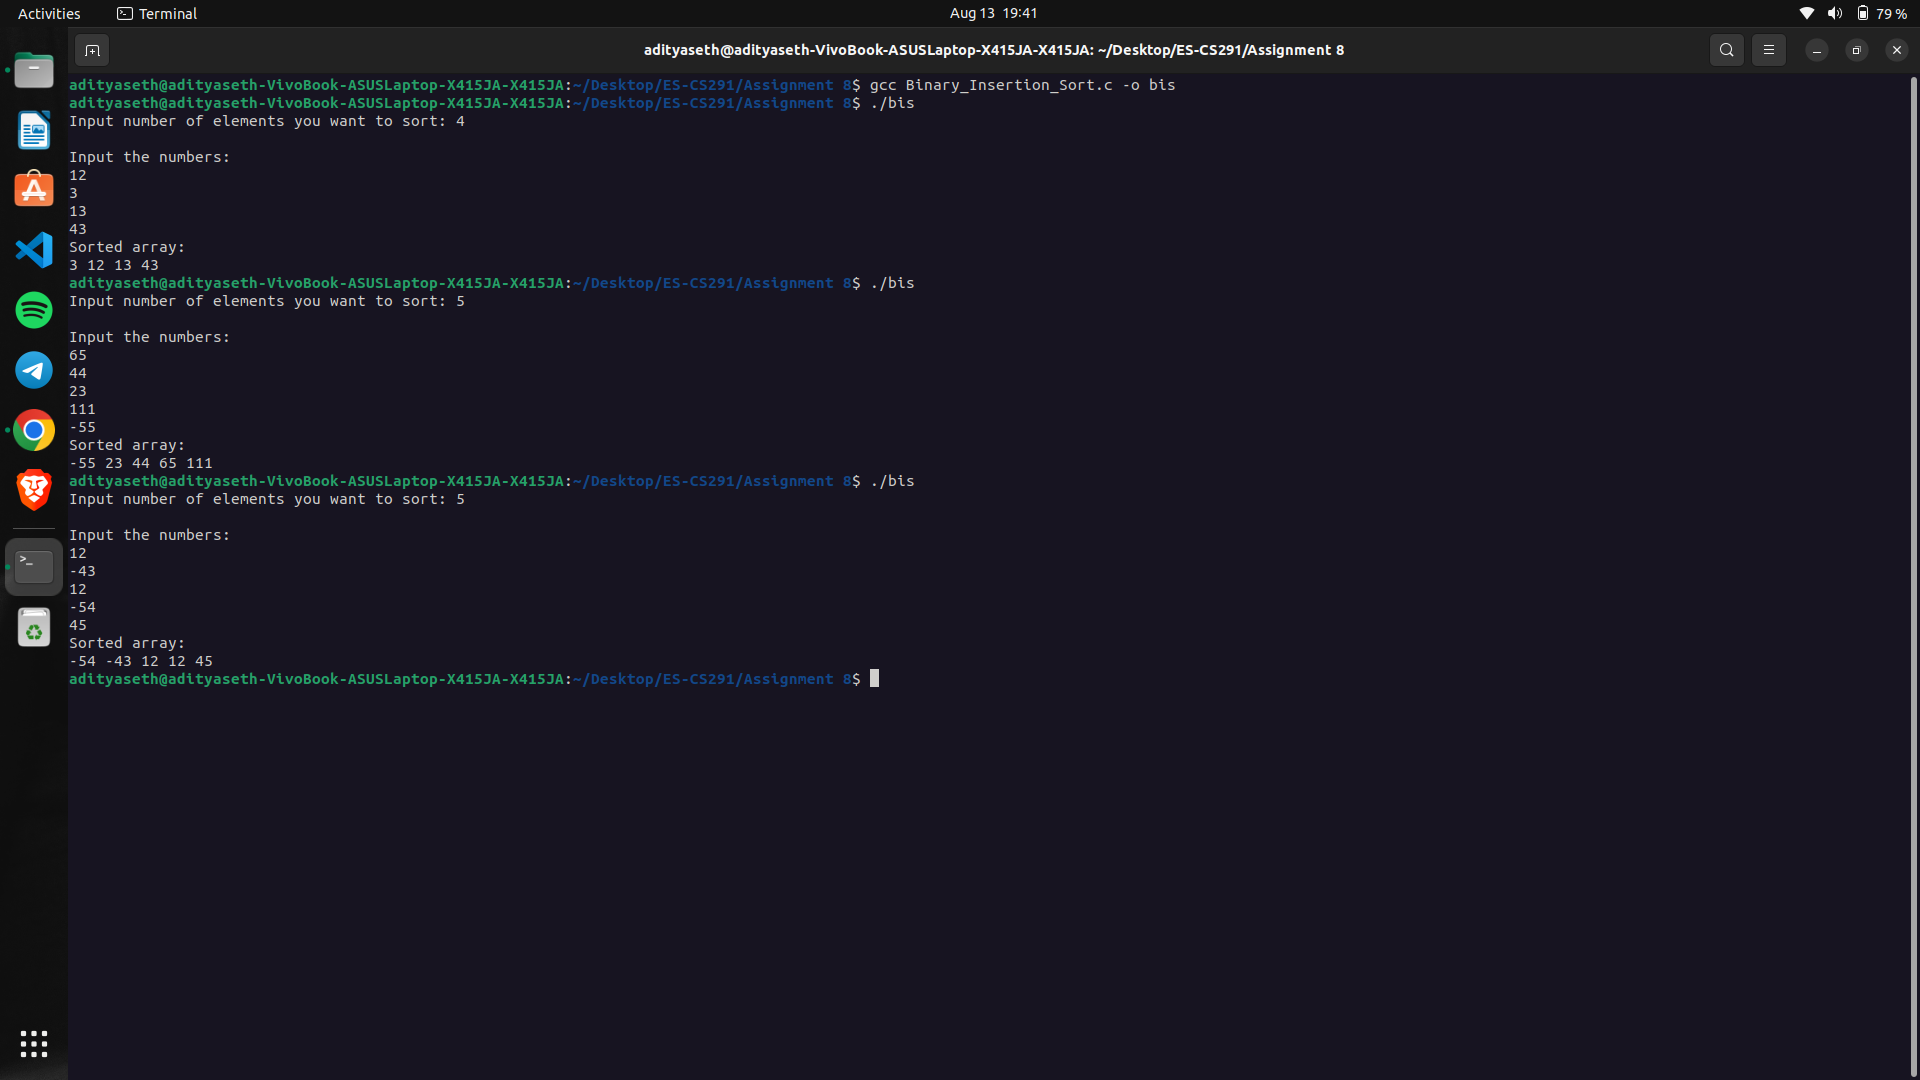 Activities
Terminal
Aug 13 19:41
79 %
adityaseth@adityaseth-VivoBook-ASUSLaptop-X415JA-X415JA: ~/Desktop/ES-CS291/Assignment 8
adityaseth@adityaseth-VivoBook-ASUSLaptop-X415JA-X415JA:~/Desktop/ES-CS291/Assignment 8$ gcc Binary_Insertion_Sort.c -o bis
adityaseth@adityaseth-VivoBook-ASUSLaptop-X415JA-X415JA:~/Desktop/ES-CS291/Assignment 8$ ./bis
Input number of elements you want to sort: 4
Input the numbers:
12
3
13
43
Sorted array:
3 12 13 43
adityaseth@adityaseth-VivoBook-ASUSLaptop-X415JA-X415JA:~/Desktop/ES-CS291/Assignment 8$ ./bis
Input number of elements you want to sort: 5
Input the numbers:
65
44
23
111
-55
Sorted array:
-55 23 44 65 111
adityaseth@adityaseth-VivoBook-ASUSLaptop-X415JA-X415JA:~/Desktop/ES-CS291/Assignment 8$ ./bis
Input number of elements you want to sort: 5
Input the numbers:
12
-43
12
-54
45
Sorted array:
-54 -43 12 12 45
adityaseth@adityaseth-VivoBook-ASUSLaptop-X415JA-X415JA:~/Desktop/ES-CS291/Assignment 8$